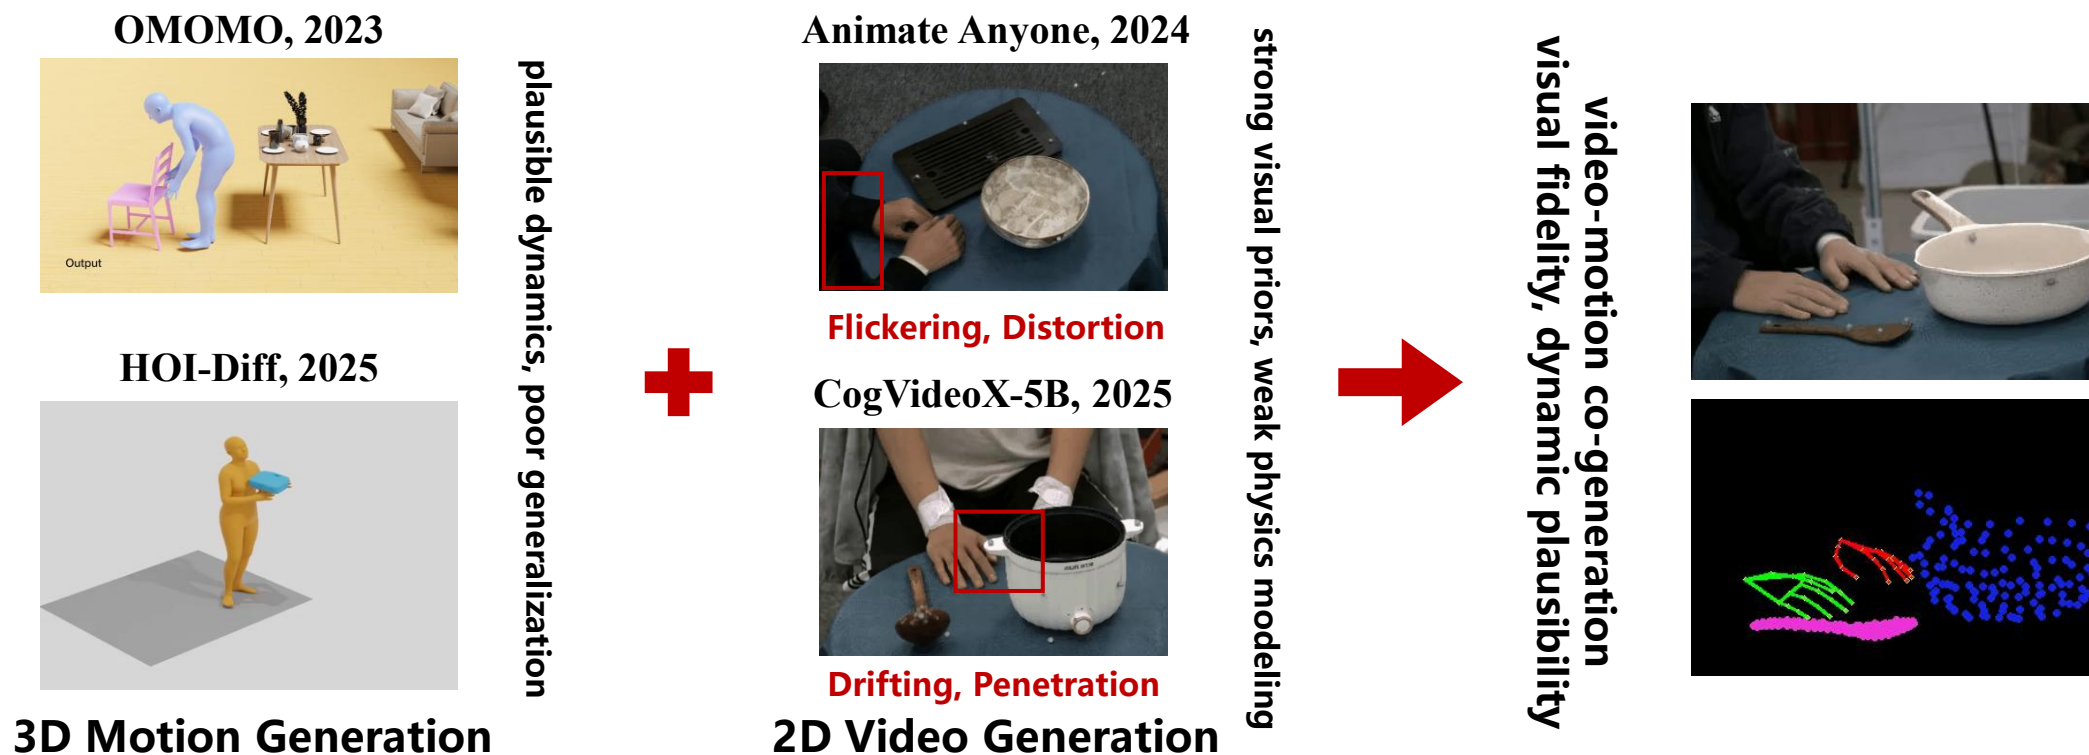 OMOMO, 2023
Output
HOI-Diff, 2025
3D Motion Generation
plausible dynamics, poor generalization
Animate Anyone, 2024
Flickering, Distortion
CogVideoX-5B, 2025
Drifting, Penetration
2D Video Generation
strong visual priors, weak physics modeling
video-motion co-generation
visual fidelity, dynamic plausibility